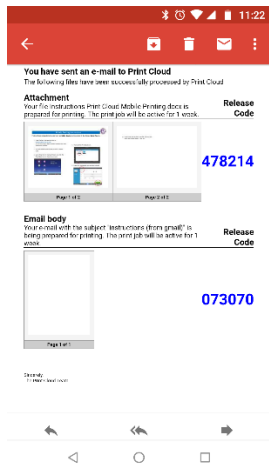 11:22
You have sent an e-mail to Print Cloud
The following files have been successfully processed by Print Cloud
Attachment
Your file Instructions Print Cloud Mobile Printing.docx is
prepared for printing. The print job will be active for 1 week.
Release
Code
478214
Page 1 of 2
Page 2 of 2
Email body
Your e-mail with the subject "Instructions (from gmail)" is
being prepared for printing. The print job will be active for 1
week
Release
Code
073070
Page 1 of 1
Sincerely,